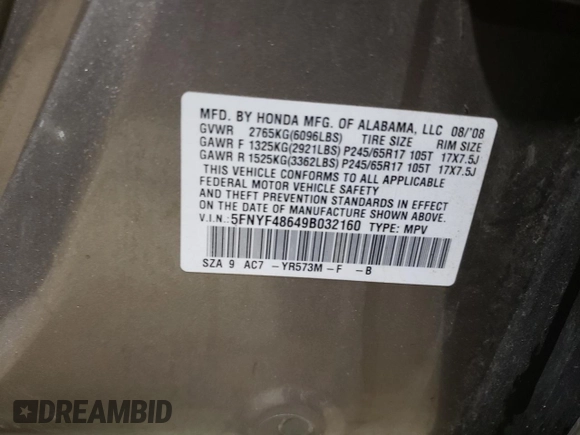 MFD. BY HONDA MFG. OF ALABAMA, LLC 08/'08
GVWR 2765KG(6096LBS) TIRE SIZE RIM SIZE
GAWR F 1325KG(2921LBS) P245/65R17 105T 17X7.5J
GAWR R 1525KG(3362LBS) P245/65R17 105T 17X7.5J
THIS VEHICLE CONFORMS TO ALL APPLICABLE
FEDERAL MOTOR VEHICLE SAFETY
AND THEFT PREVENTION STANDARDS IN EFFECT
ON THE DATE OF MANUFACTURE SHOWN ABOVE.
V.I.N.: 5FNYF48649B032160 TYPE: MPV
SZA 9 AC7 -YR573M -F -B
DREAMBID